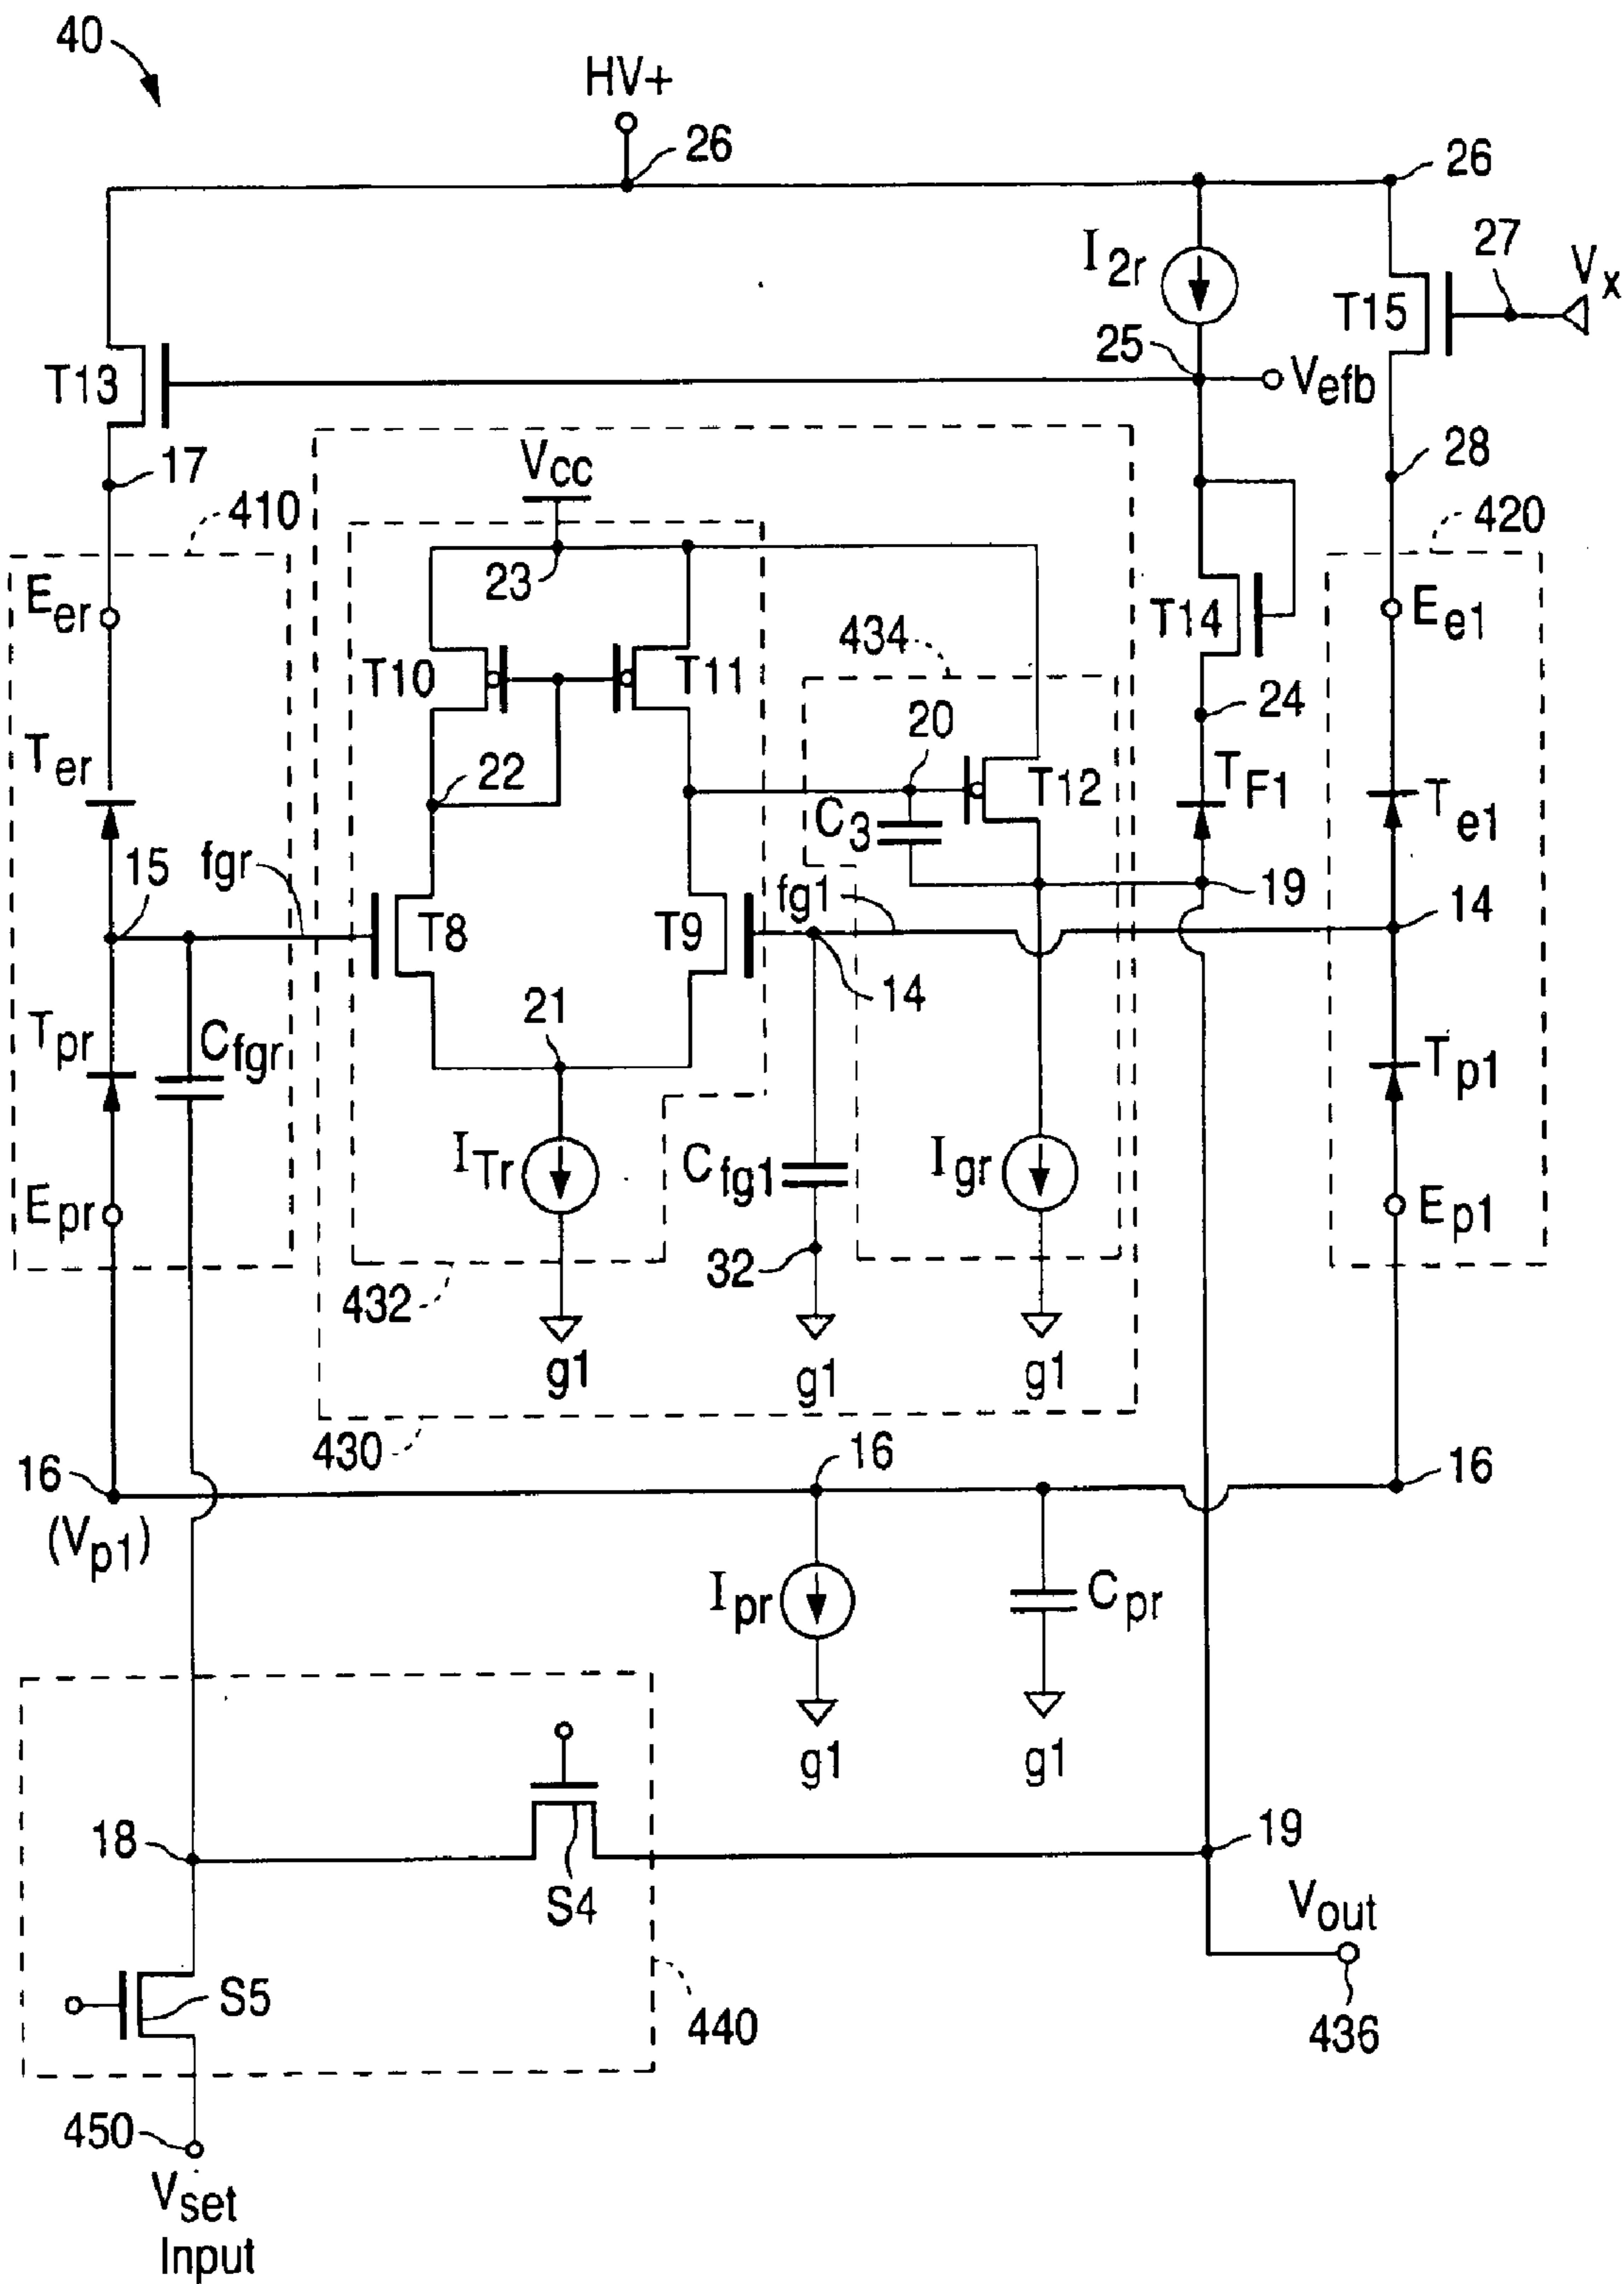 40
HV+
26
26
I2r
27
Vx
T15
25
Vefb
T13
17
Vcc
28
410
420
23
Eer
Ee1
T14
434
T10
T11
20
24
Ter
22
T12
TF1
Te1
C3
15
fgr
fg1
19
14
T8
T9
14
21
Tpr
Cfgr
Tp1
ITr
Cfg1
Igr
Epr
Ep1
32
432
g1
g1
g1
430
16
16
16
(Vp1)
Ipr
Cpr
g1
g1
18
19
S4
Vout
S5
440
436
450
Vset
Input